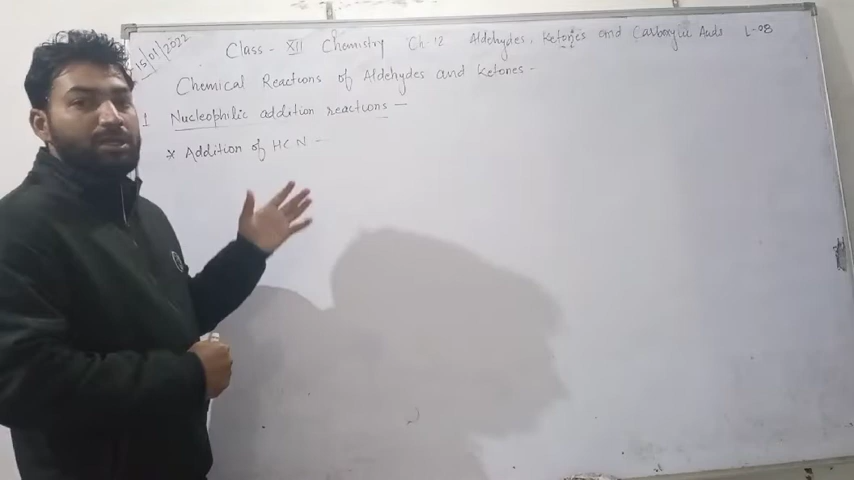 15/01/2022
Class - XII Chemistry Ch-12 Aldehydes, Ketones and Carboxylic Acids L-08
Chemical Reactions of Aldehydes and Ketones -
1 Nucleophilic addition reactions -
* Addition of HCN -